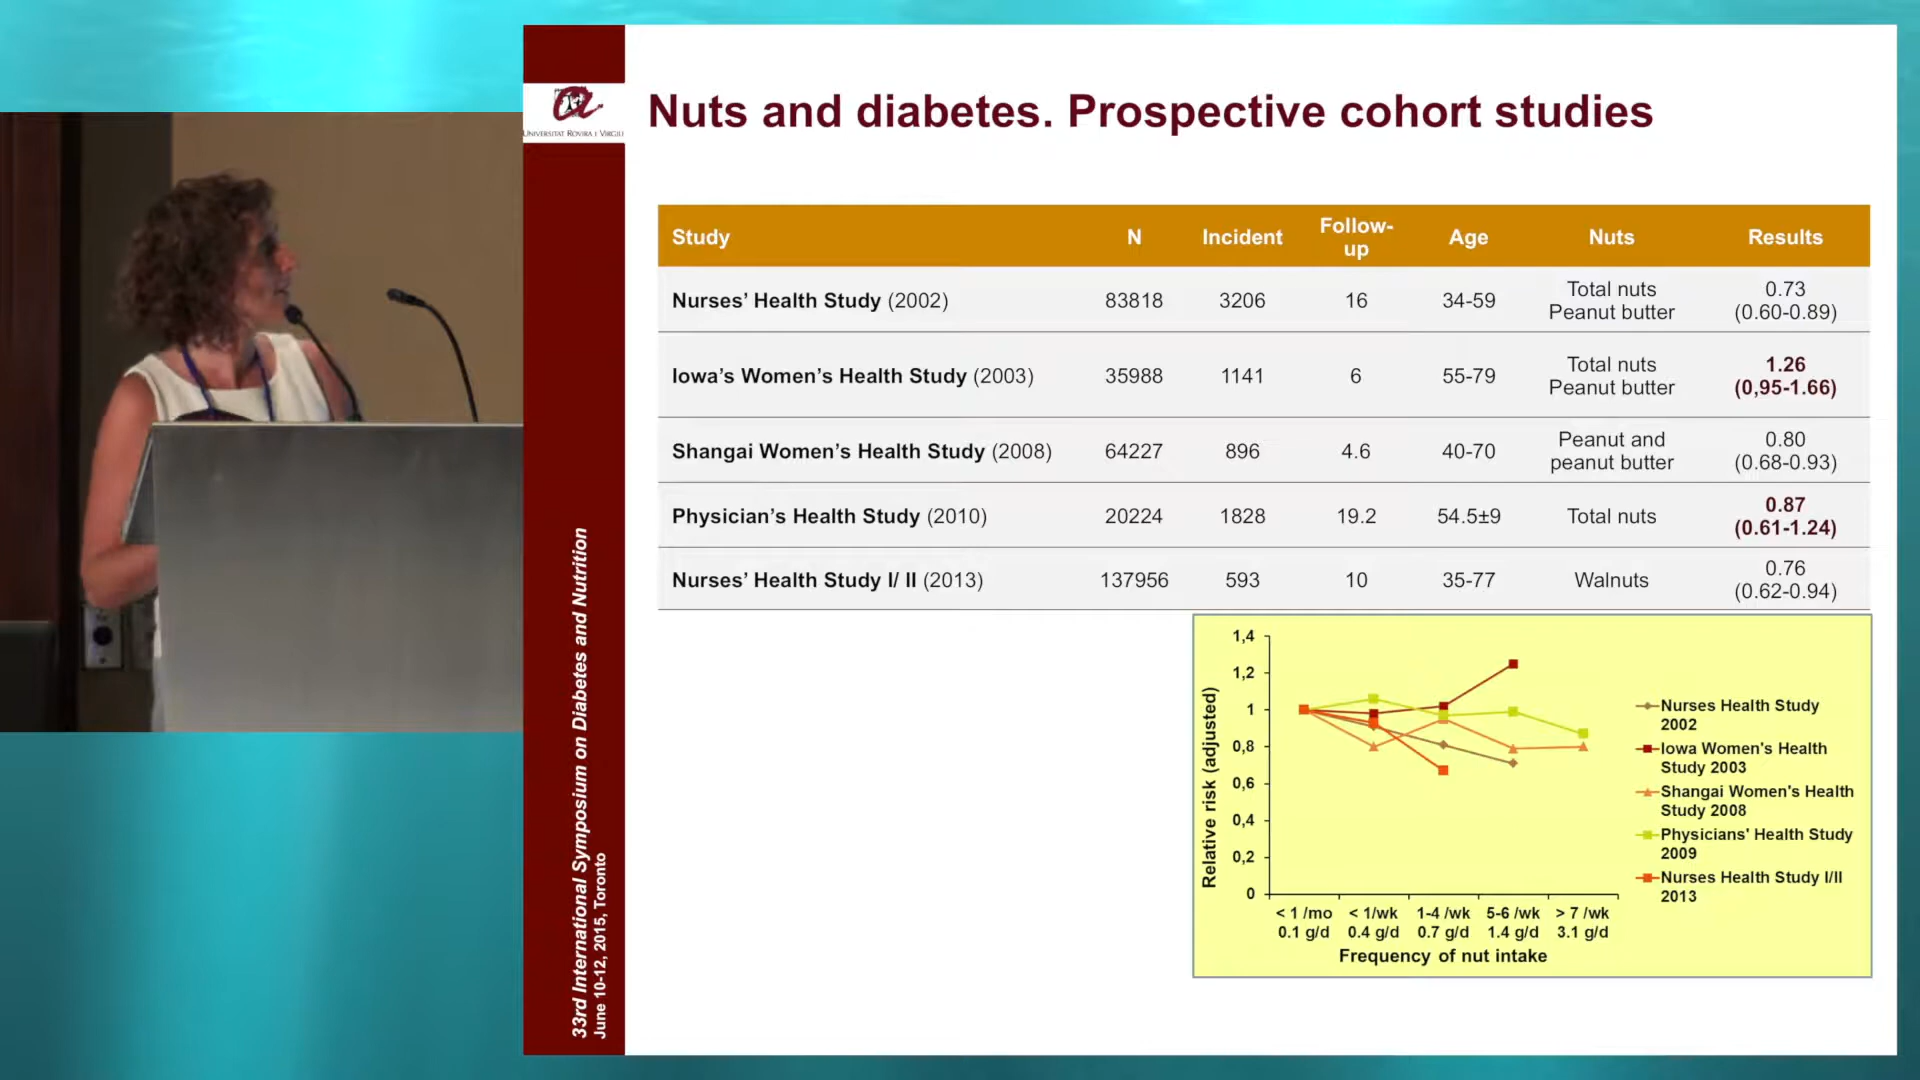 UNIVERSITAT ROVIRA I VIRGILI
Nuts and diabetes. Prospective cohort studies
33rd International Symposium on Diabetes and Nutrition
June 10-12, 2015, Toronto
Study N Incident Follow-up Age Nuts Results
Nurses’ Health Study (2002) 83818 3206 16 34-59 Total nuts Peanut butter 0.73 (0.60-0.89)
Iowa’s Women’s Health Study (2003) 35988 1141 6 55-79 Total nuts Peanut butter 1.26 (0,95-1.66)
Shangai Women’s Health Study (2008) 64227 896 4.6 40-70 Peanut and peanut butter 0.80 (0.68-0.93)
Physician’s Health Study (2010) 20224 1828 19.2 54.5±9 Total nuts 0.87 (0.61-1.24)
Nurses’ Health Study I/ II (2013) 137956 593 10 35-77 Walnuts 0.76 (0.62-0.94)
Relative risk (adjusted)
1,4
1,2
1
0,8
0,6
0,4
0,2
0
< 1 /mo < 1/wk 1-4 /wk 5-6 /wk > 7 /wk
0.1 g/d 0.4 g/d 0.7 g/d 1.4 g/d 3.1 g/d
Frequency of nut intake
Nurses Health Study
2002
Iowa Women's Health
Study 2003
Shangai Women's Health
Study 2008
Physicians' Health Study
2009
Nurses Health Study I/II
2013